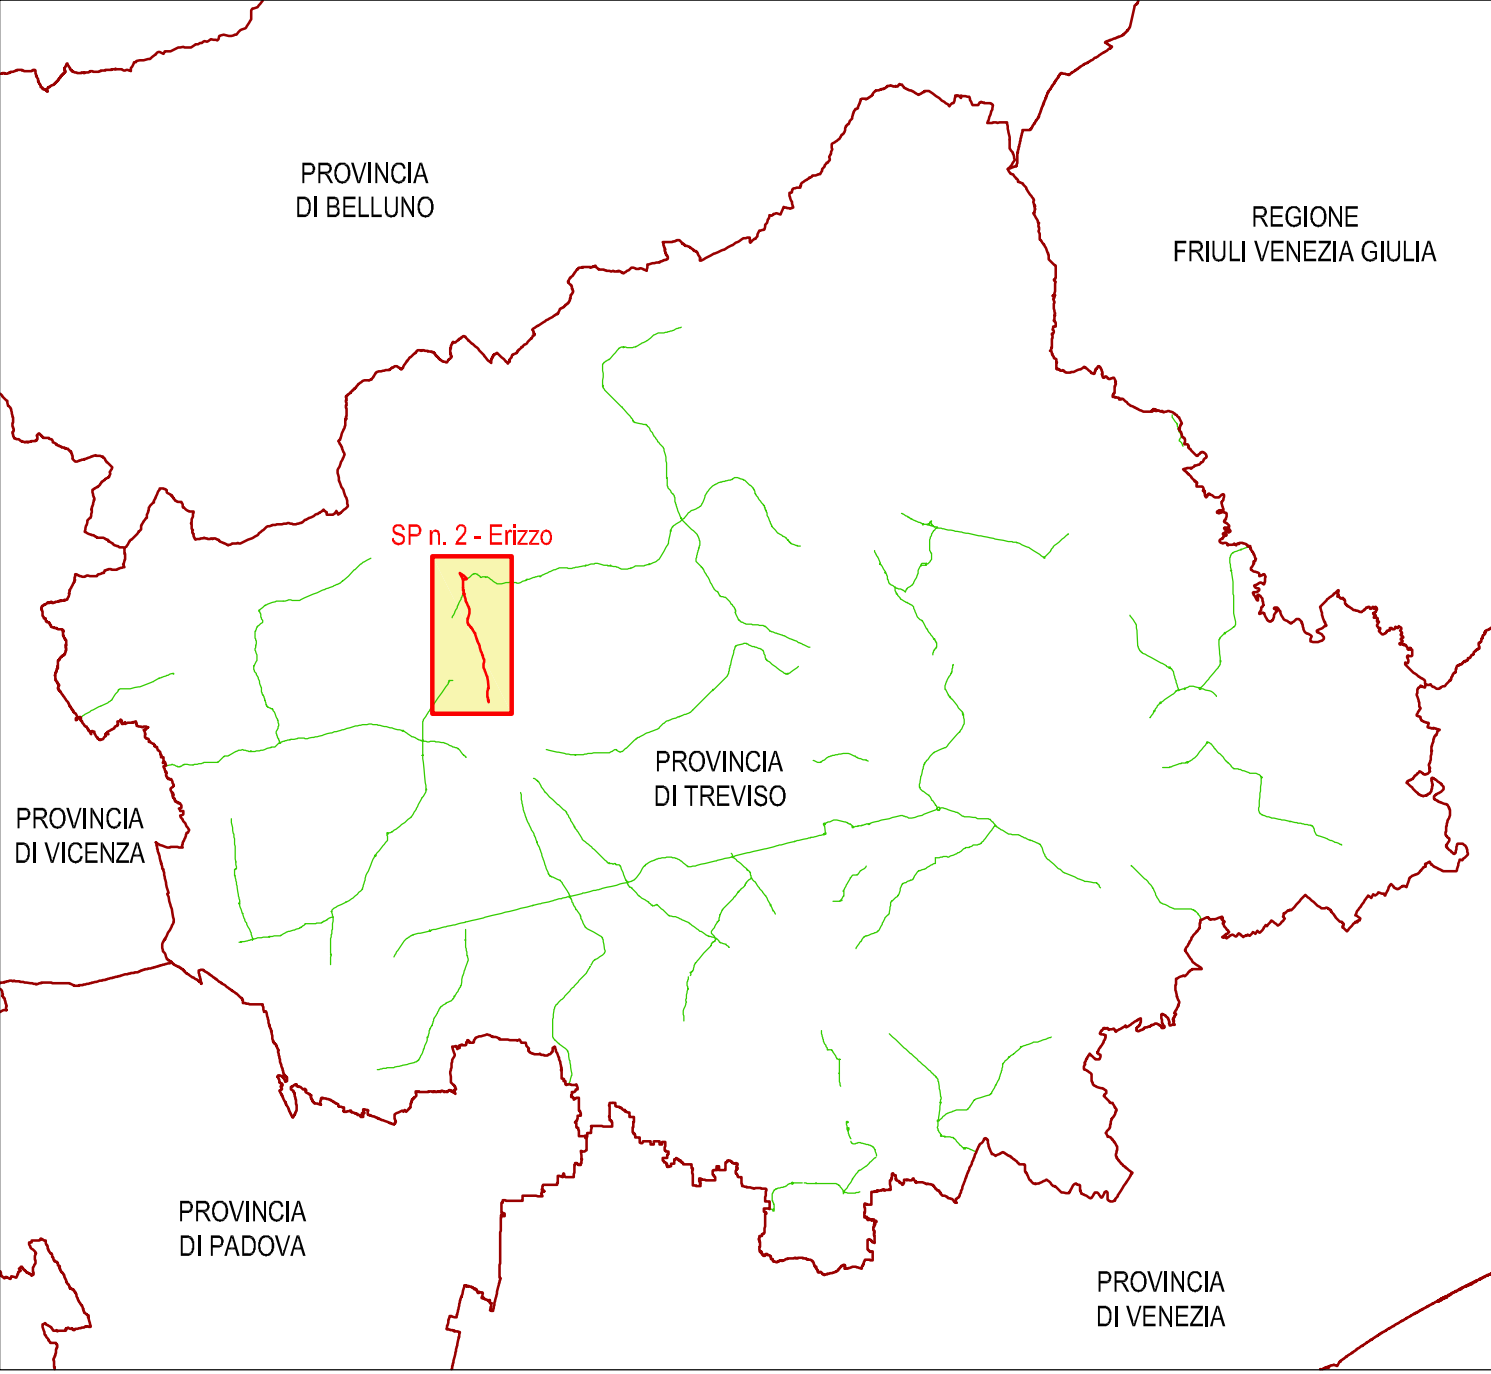 PROVINCIA
DI BELLUNO
REGIONE
FRIULI VENEZIA GIULIA
SP n. 2 - Erizzo
PROVINCIA
DI TREVISO
PROVINCIA
DI VICENZA
PROVINCIA
DI PADOVA
PROVINCIA
DI VENEZIA